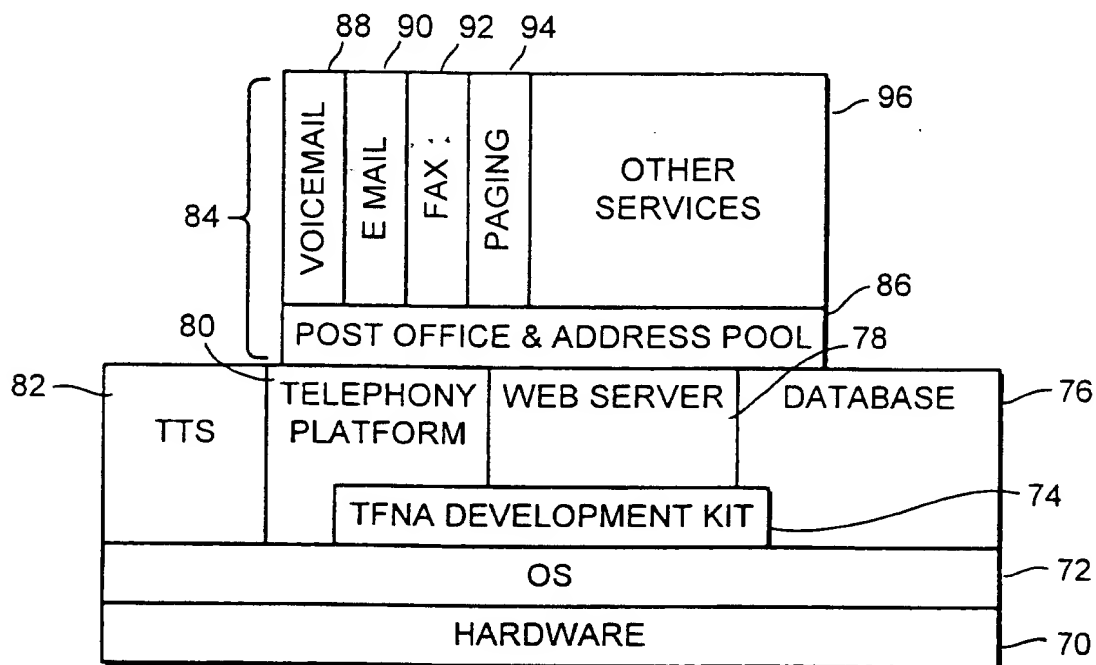 88 90 92 94
84
VOICEMAIL
E MAIL
FAX :
PAGING
OTHER
SERVICES
96
86
POST OFFICE & ADDRESS POOL
80
78
82
TTS
TELEPHONY
PLATFORM
WEB SERVER
DATABASE
76
TFNA DEVELOPMENT KIT
74
OS
72
HARDWARE
70